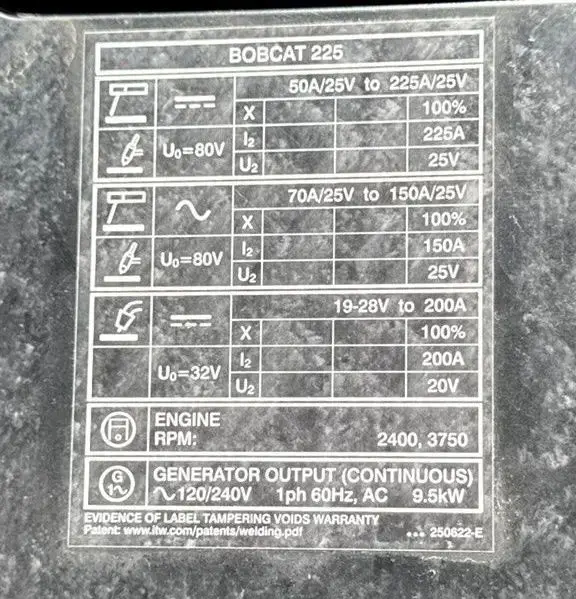 BOBCAT 225
50A/25V to 225A/25V
X 100%
I₂ 225A
U₀=80V
U₂ 25V
70A/25V to 150A/25V
X 100%
I₂ 150A
U₀=80V
U₂ 25V
19-28V to 200A
X 100%
I₂ 200A
U₀=32V
U₂ 20V
ENGINE
RPM: 2400, 3750
G
1~
GENERATOR OUTPUT (CONTINUOUS)
~120/240V 1ph 60Hz, AC 9.5kW
EVIDENCE OF LABEL TAMPERING VOIDS WARRANTY
Patent: www.itw.com/patents/welding.pdf ••• 250622-E